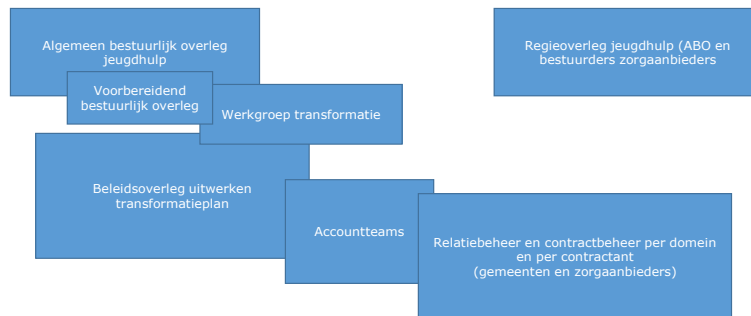 Algemeen bestuurlijk overleg
jeugdhulp
Regieoverleg jeugdhulp (ABO en
bestuurders zorgaanbieders
Voorbereidend
bestuurlijk overleg
Werkgroep transformatie
Beleidsoverleg uitwerken
transformatieplan
Accountteams
Relatiebeheer en contractbeheer per domein
en per contractant
(gemeenten en zorgaanbieders)